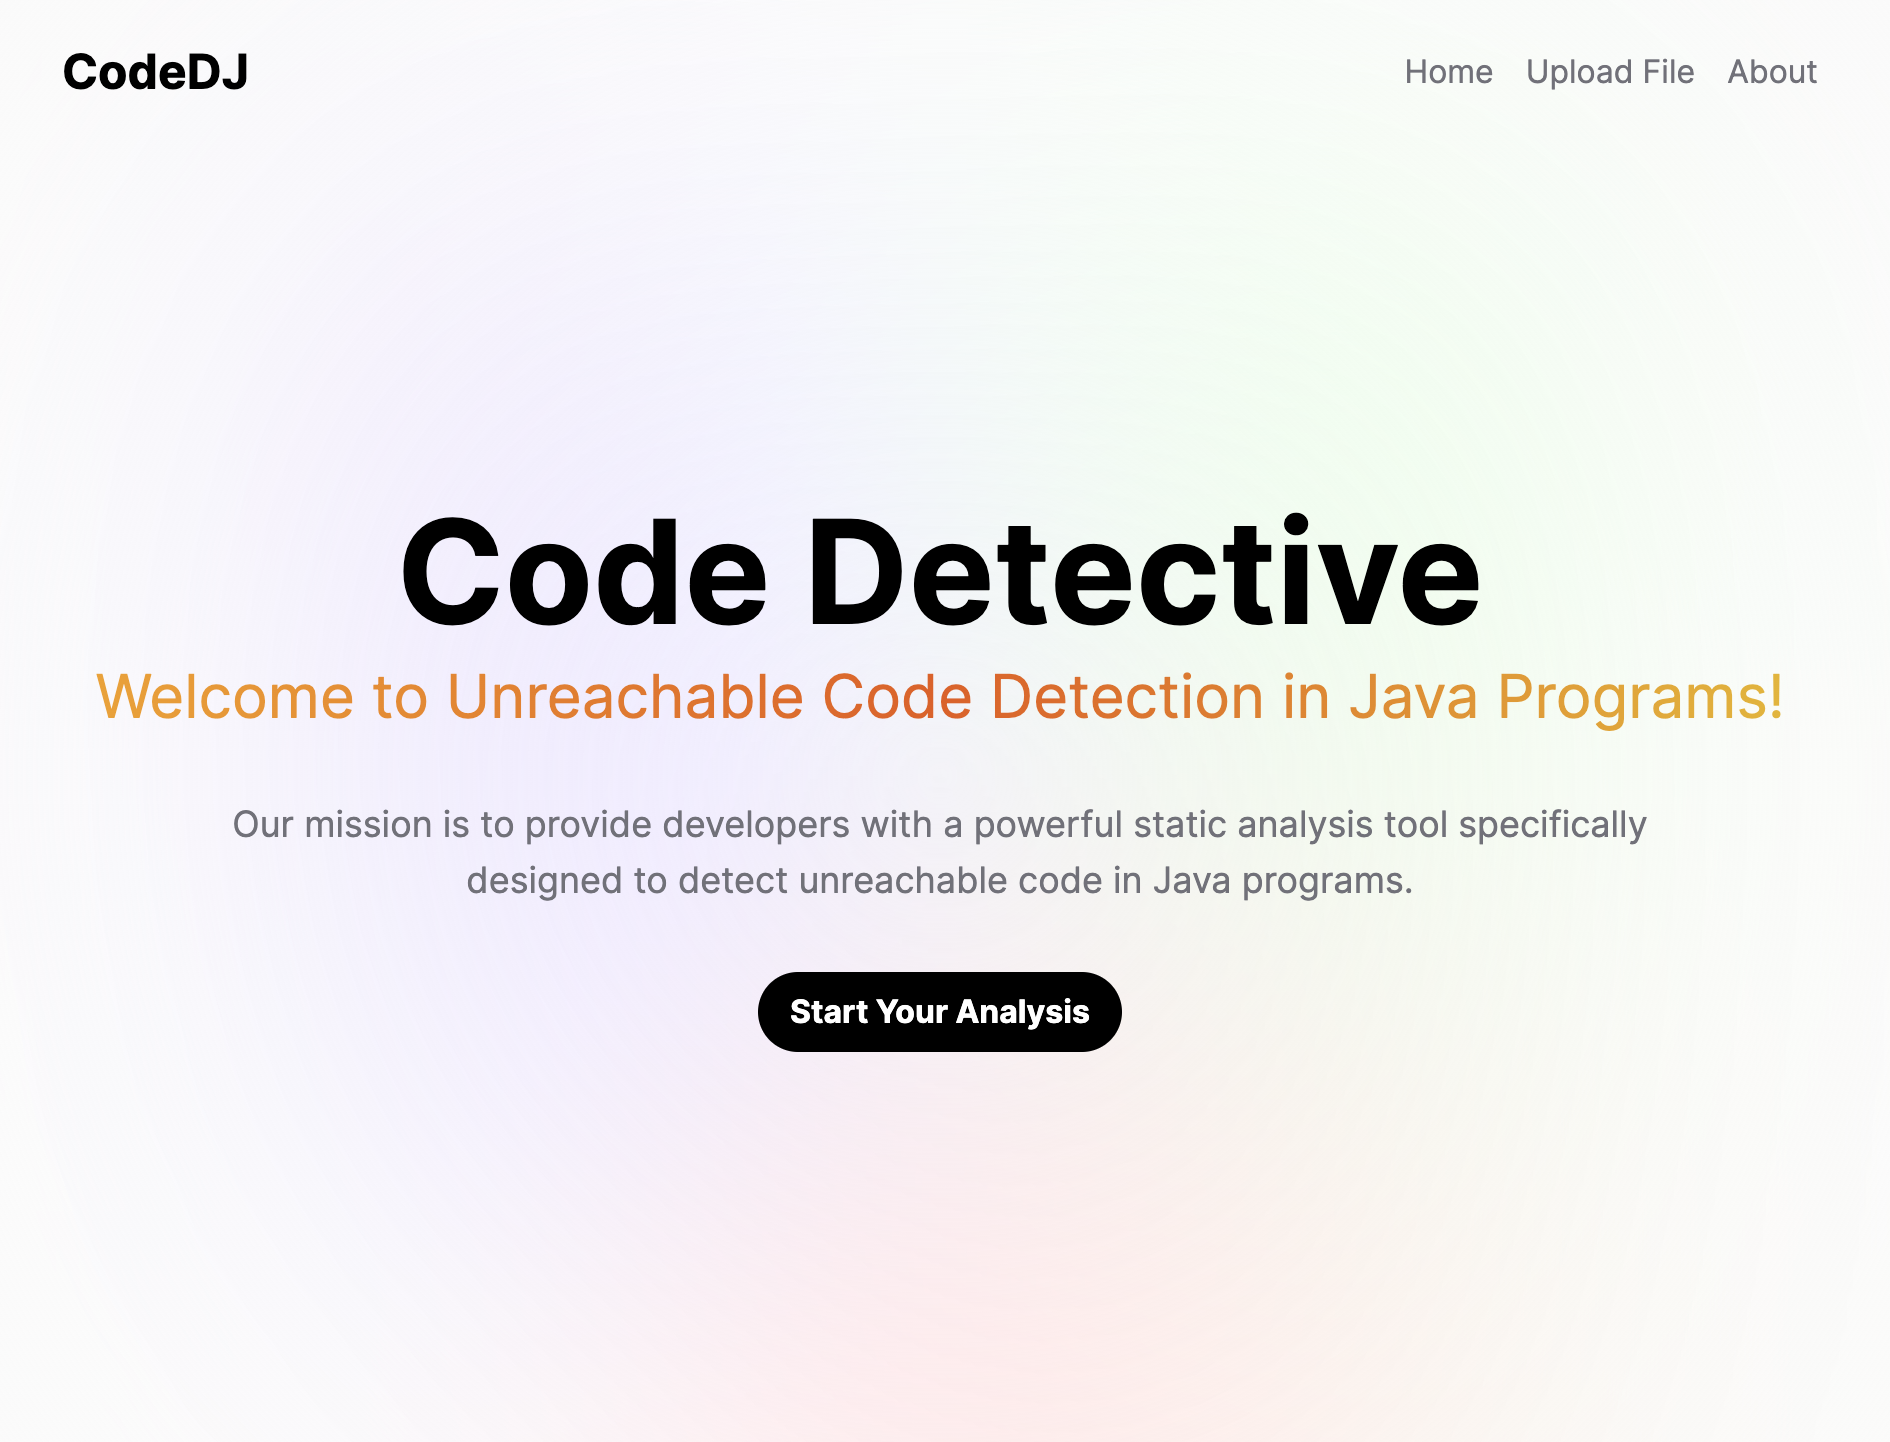 CodeDJ
Home Upload File About
Code Detective
Welcome to Unreachable Code Detection in Java Programs!
Our mission is to provide developers with a powerful static analysis tool specifically
designed to detect unreachable code in Java programs.
Start Your Analysis